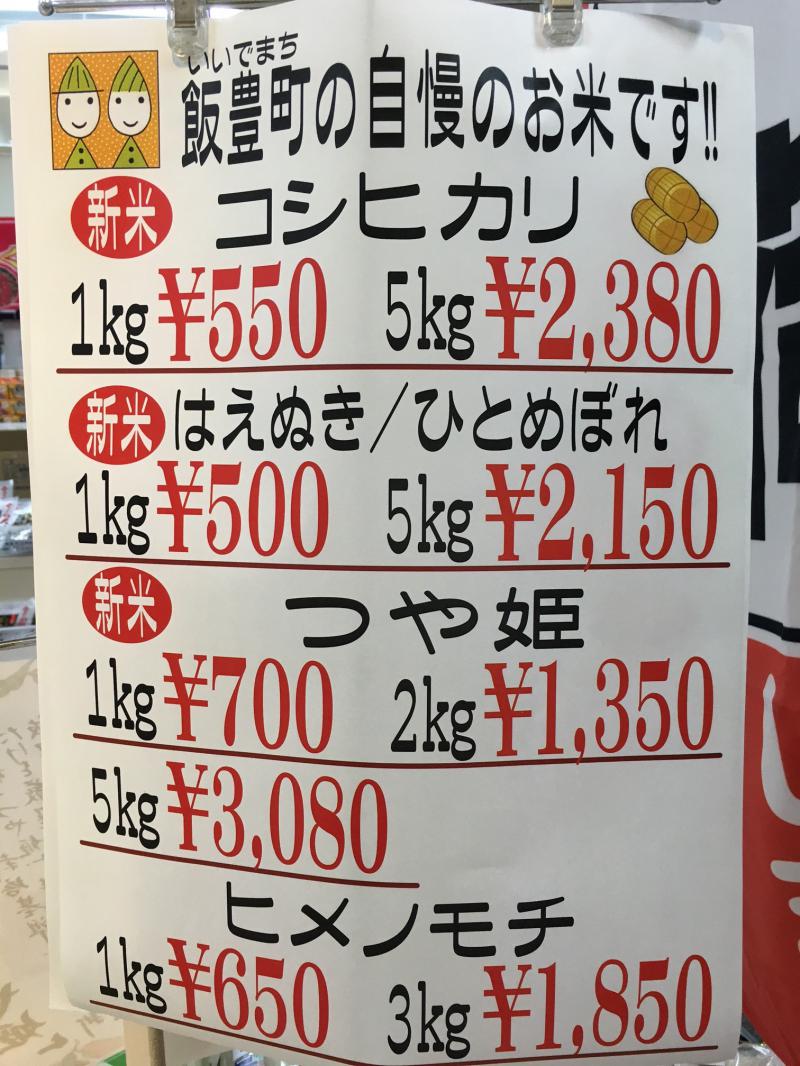 いいでまち
飯豊町の自慢のお米です!!
新米 コシヒカリ
1kg ¥550 5kg ¥2,380
新米 はえぬき/ひとめぼれ
1kg ¥500 5kg ¥2,150
新米 つや姫
1kg ¥700 2kg ¥1,350
5kg ¥3,080
ヒメノモチ
1kg ¥650 3kg ¥1,850